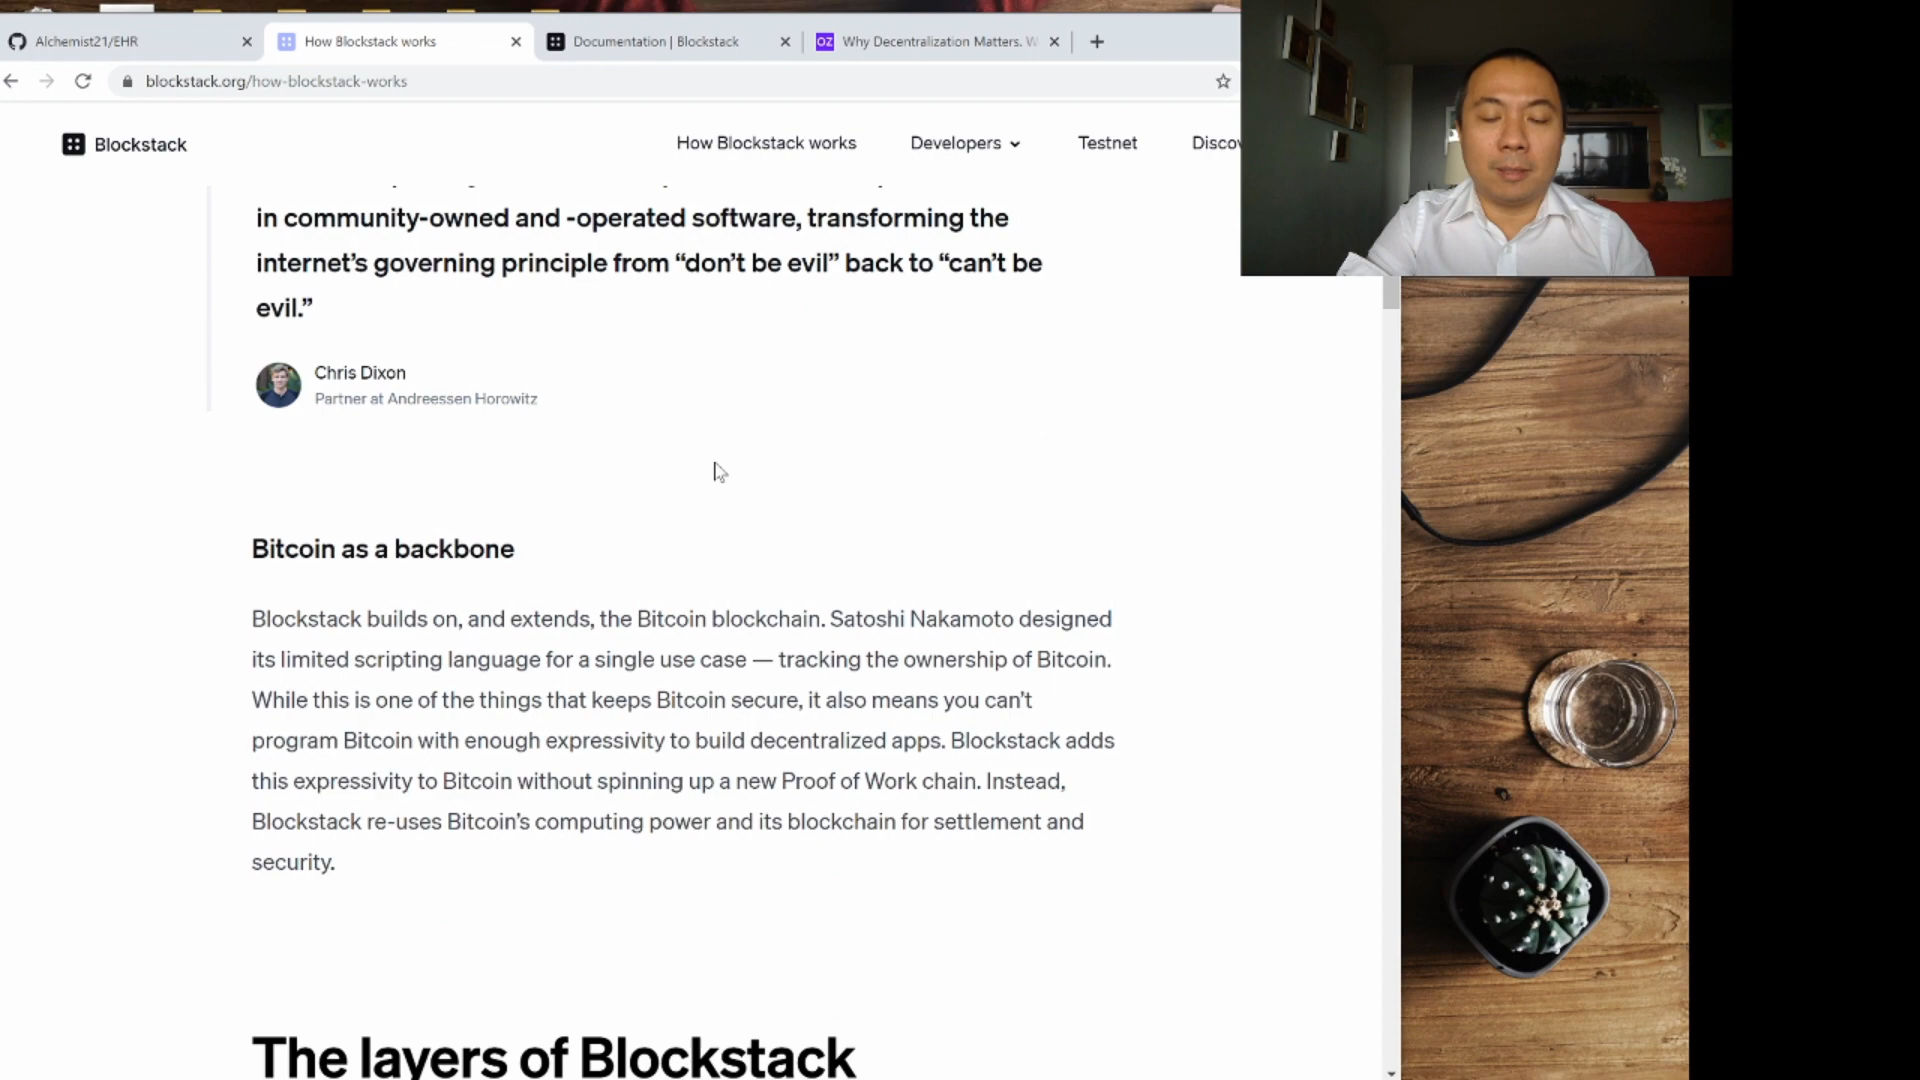 Alchemist21/EHR
How Blockstack works
Documentation | Blockstack
OZ
Why Decentralization Matters. W
blockstack.org/how-blockstack-works
Blockstack
How Blockstack works
Developers
Testnet
Discov
in community-owned and -operated software, transforming the
internet’s governing principle from “don’t be evil” back to “can’t be
evil.”
Chris Dixon
Partner at Andreessen Horowitz
Bitcoin as a backbone
Blockstack builds on, and extends, the Bitcoin blockchain. Satoshi Nakamoto designed
its limited scripting language for a single use case — tracking the ownership of Bitcoin.
While this is one of the things that keeps Bitcoin secure, it also means you can’t
program Bitcoin with enough expressivity to build decentralized apps. Blockstack adds
this expressivity to Bitcoin without spinning up a new Proof of Work chain. Instead,
Blockstack re-uses Bitcoin’s computing power and its blockchain for settlement and
security.
The layers of Blockstack